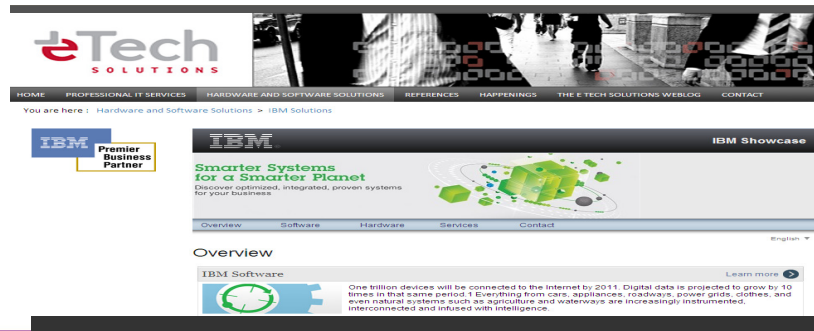 eTech
SOLUTIONS
HOME PROFESSIONAL IT SERVICES HARDWARE AND SOFTWARE SOLUTIONS REFERENCES HAPPENINGS THE E TECH SOLUTIONS WEBLOG CONTACT
You are here : Hardware and Software Solutions > IBM Solutions
IBM
Premier
Business
Partner
IBM
IBM Showcase
Smarter Systems
for a Smarter Planet
Discover optimized, integrated, proven systems
for your business
Overview Software Hardware Services Contact
English
Overview
IBM Software Learn more
One trillion devices will be connected to the Internet by 2011. Digital data is projected to grow by 10
times in that same period.1 Everything from cars, appliances, roadways, power grids, clothes, and
even natural systems such as agriculture and waterways are increasingly instrumented,
interconnected and infused with intelligence.